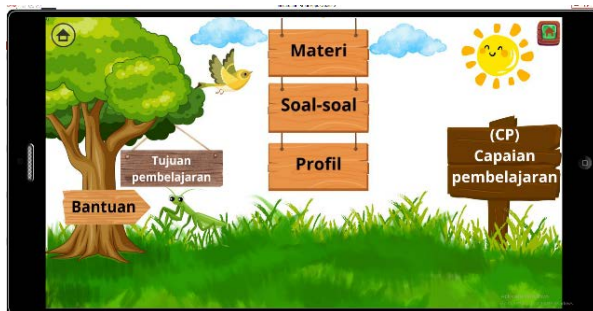 Materi
Soal-soal
Profil
Tujuan
pembelajaran
Bantuan
(CP)
Capaian
pembelajaran